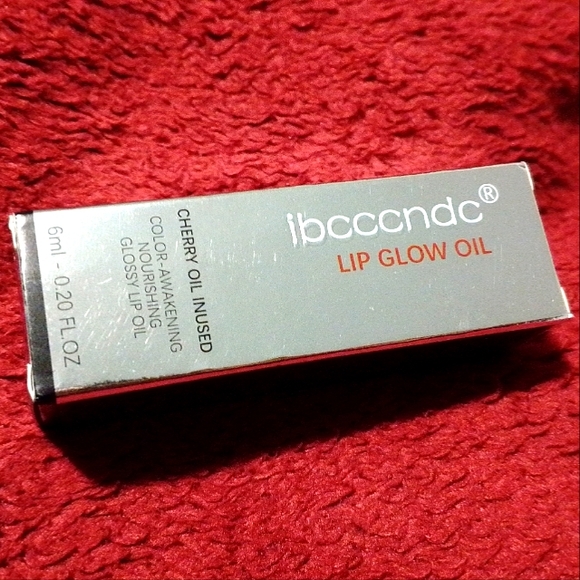 ibcccndc®
LIP GLOW OIL
CHERRY OIL INUSED
COLOR-AWAKENING
NOURISHING
GLOSSY LIP OIL
6ml - 0.20 FL.OZ